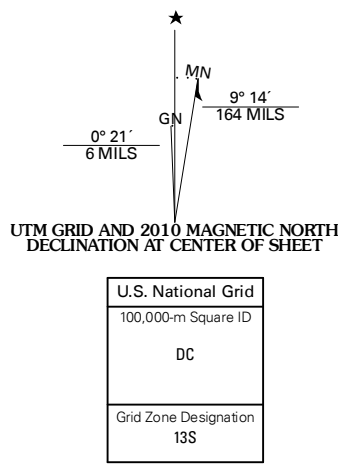 MN
GN
9° 14´
164 MILS
0° 21´
6 MILS
UTM GRID AND 2010 MAGNETIC NORTH
DECLINATION AT CENTER OF SHEET
U.S. National Grid
100,000-m Square ID
DC
Grid Zone Designation
13S